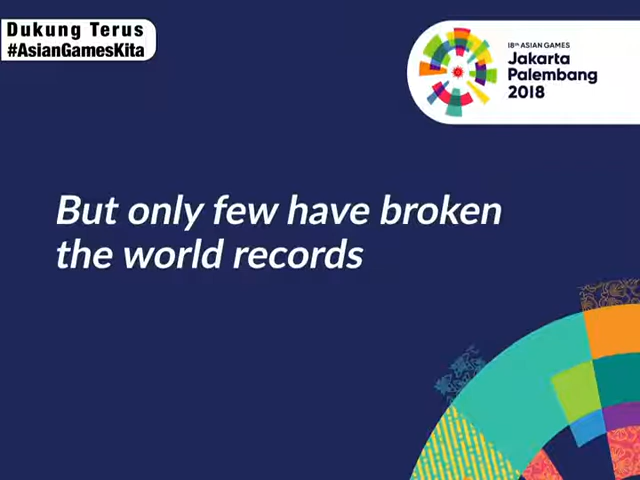 Dukung Terus
#AsianGamesKita
18th ASIAN GAMES
Jakarta
Palembang
2018
But only few have broken
the world records